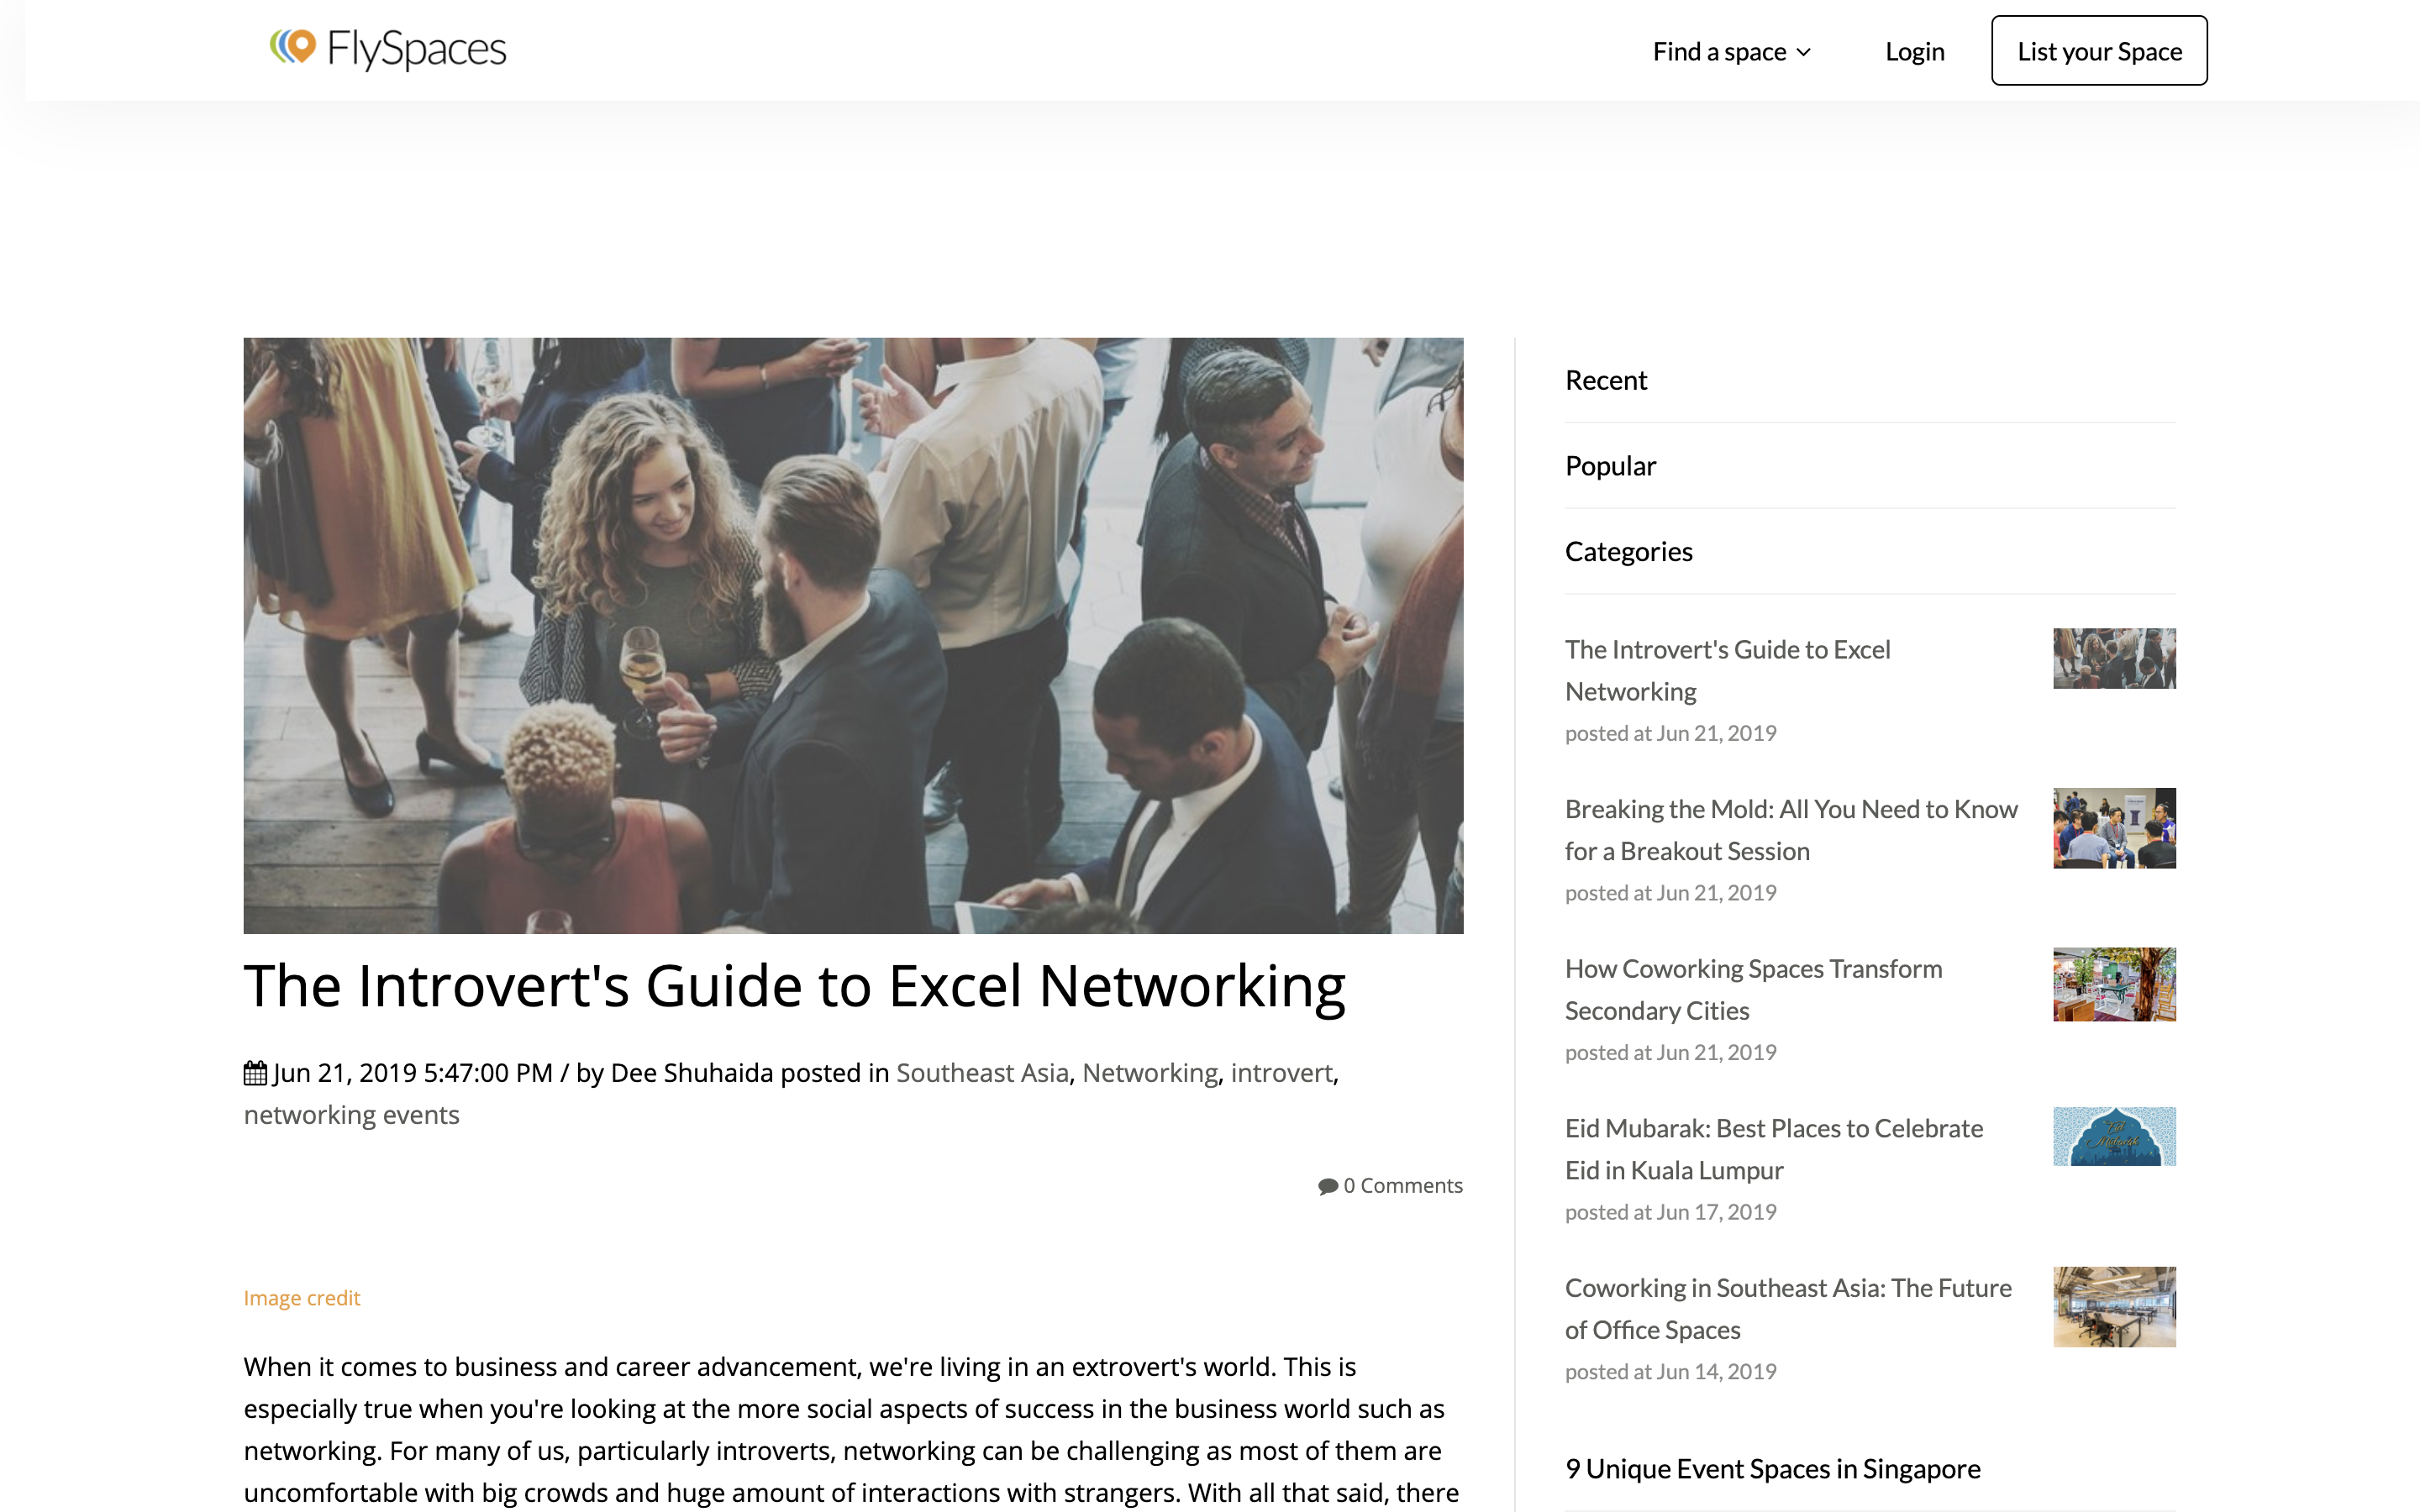 FlySpaces
Find a space
Login
List your Space
The Introvert's Guide to Excel Networking
Jun 21, 2019 5:47:00 PM / by Dee Shuhaida posted in Southeast Asia, Networking, introvert,
networking events
0 Comments
Image credit
When it comes to business and career advancement, we're living in an extrovert's world. This is
especially true when you're looking at the more social aspects of success in the business world such as
networking. For many of us, particularly introverts, networking can be challenging as most of them are
uncomfortable with big crowds and huge amount of interactions with strangers. With all that said, there
Recent
Popular
Categories
The Introvert's Guide to Excel
Networking
posted at Jun 21, 2019
Breaking the Mold: All You Need to Know
for a Breakout Session
posted at Jun 21, 2019
How Coworking Spaces Transform
Secondary Cities
posted at Jun 21, 2019
Eid Mubarak: Best Places to Celebrate
Eid in Kuala Lumpur
posted at Jun 17, 2019
Eid
Mubarak
Coworking in Southeast Asia: The Future
of Office Spaces
posted at Jun 14, 2019
9 Unique Event Spaces in Singapore